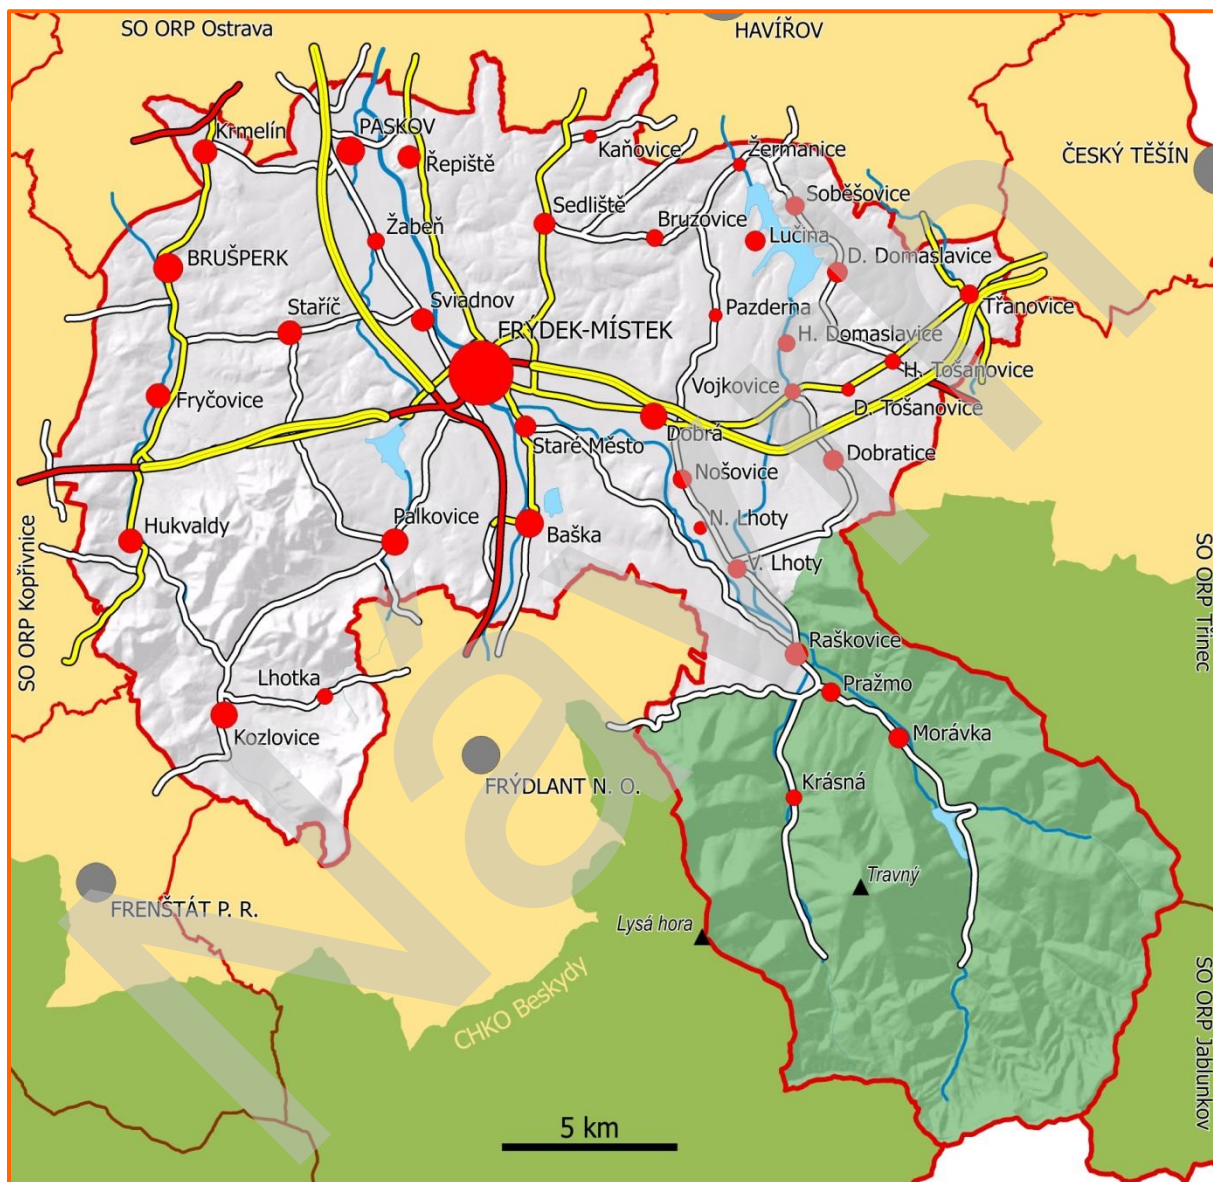 SO ORP Ostrava
HAVÍŘOV
Krmelín
PASKOV
Řepiště
Kaňovice
Žermanice
ČESKÝ TĚŠÍN
Soběšovice
Sedliště
Bruzovice
Lučina
Žabeň
BRUŠPERK
D. Domaslavice
Staříč
Sviadnov
Pazderna
Třanovice
FRÝDEK-MÍSTEK
H. Domaslavice
H. Tošanovice
Vojkovice
Fryčovice
D. Tošanovice
Dobrá
Staré Město
Dobratice
Nošovice
Hukvaldy
Palkovice
Baška
N. Lhoty
V. Lhoty
SO ORP Kopřivnice
SO ORP Třinec
Raškovice
Lhotka
Pražmo
Kozlovice
Morávka
FRÝDLANT N. O.
Krásná
Travný
FRENŠTÁT P. R.
Lysá hora
CHKO Beskydy
SO ORP Jablunkov
5 km
Návrh